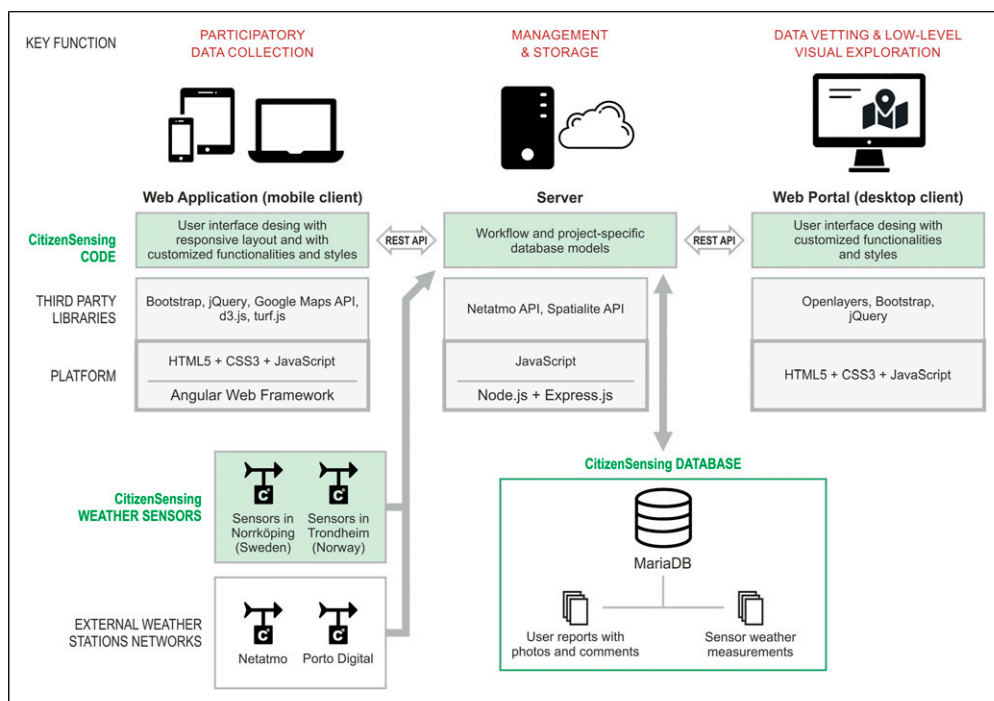 KEY FUNCTION
PARTICIPATORY
DATA COLLECTION
MANAGEMENT
& STORAGE
DATA VETTING & LOW-LEVEL
VISUAL EXPLORATION
Web Application (mobile client)
Server
Web Portal (desktop client)
CitizenSensing
CODE
User interface desing with
responsive layout and with
customized functionalities and styles
REST API
Workflow and project-specific
database models
REST API
User interface desing with
customized functionalities
and styles
THIRD PARTY
LIBRARIES
Bootstrap, jQuery, Google Maps API,
d3.js, turf.js
Netatmo API, Spatialite API
Openlayers, Bootstrap,
jQuery
PLATFORM
HTML5 + CSS3 + JavaScript
Angular Web Framework
JavaScript
Node.js + Express.js
HTML5 + CSS3 + JavaScript
CitizenSensing
WEATHER SENSORS
C°
C°
Sensors in
Norrköping
(Sweden)
Sensors in
Trondheim
(Norway)
EXTERNAL WEATHER
STATIONS NETWORKS
C°
C°
Netatmo
Porto Digital
CitizenSensing DATABASE
MariaDB
User reports with
photos and comments
Sensor weather
measurements